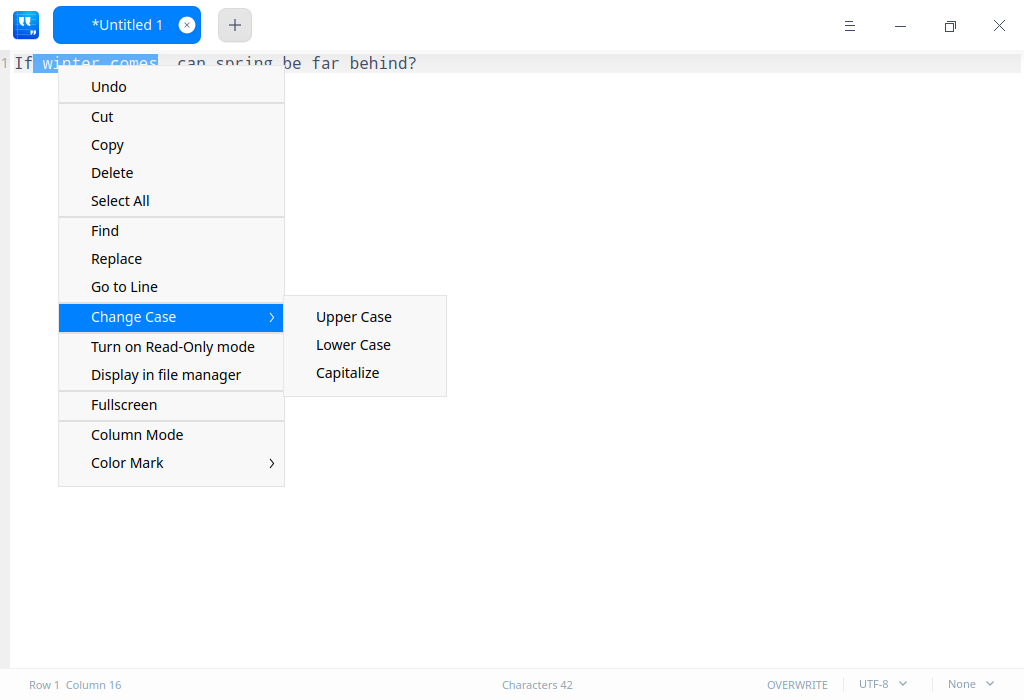 *Untitled 1
1 If winter comes  can spring be far behind?
Undo
Cut
Copy
Delete
Select All
Find
Replace
Go to Line
Change Case
Upper Case
Lower Case
Capitalize
Turn on Read-Only mode
Display in file manager
Fullscreen
Column Mode
Color Mark
Row 1 Column 16 Characters 42 OVERWRITE UTF-8 None